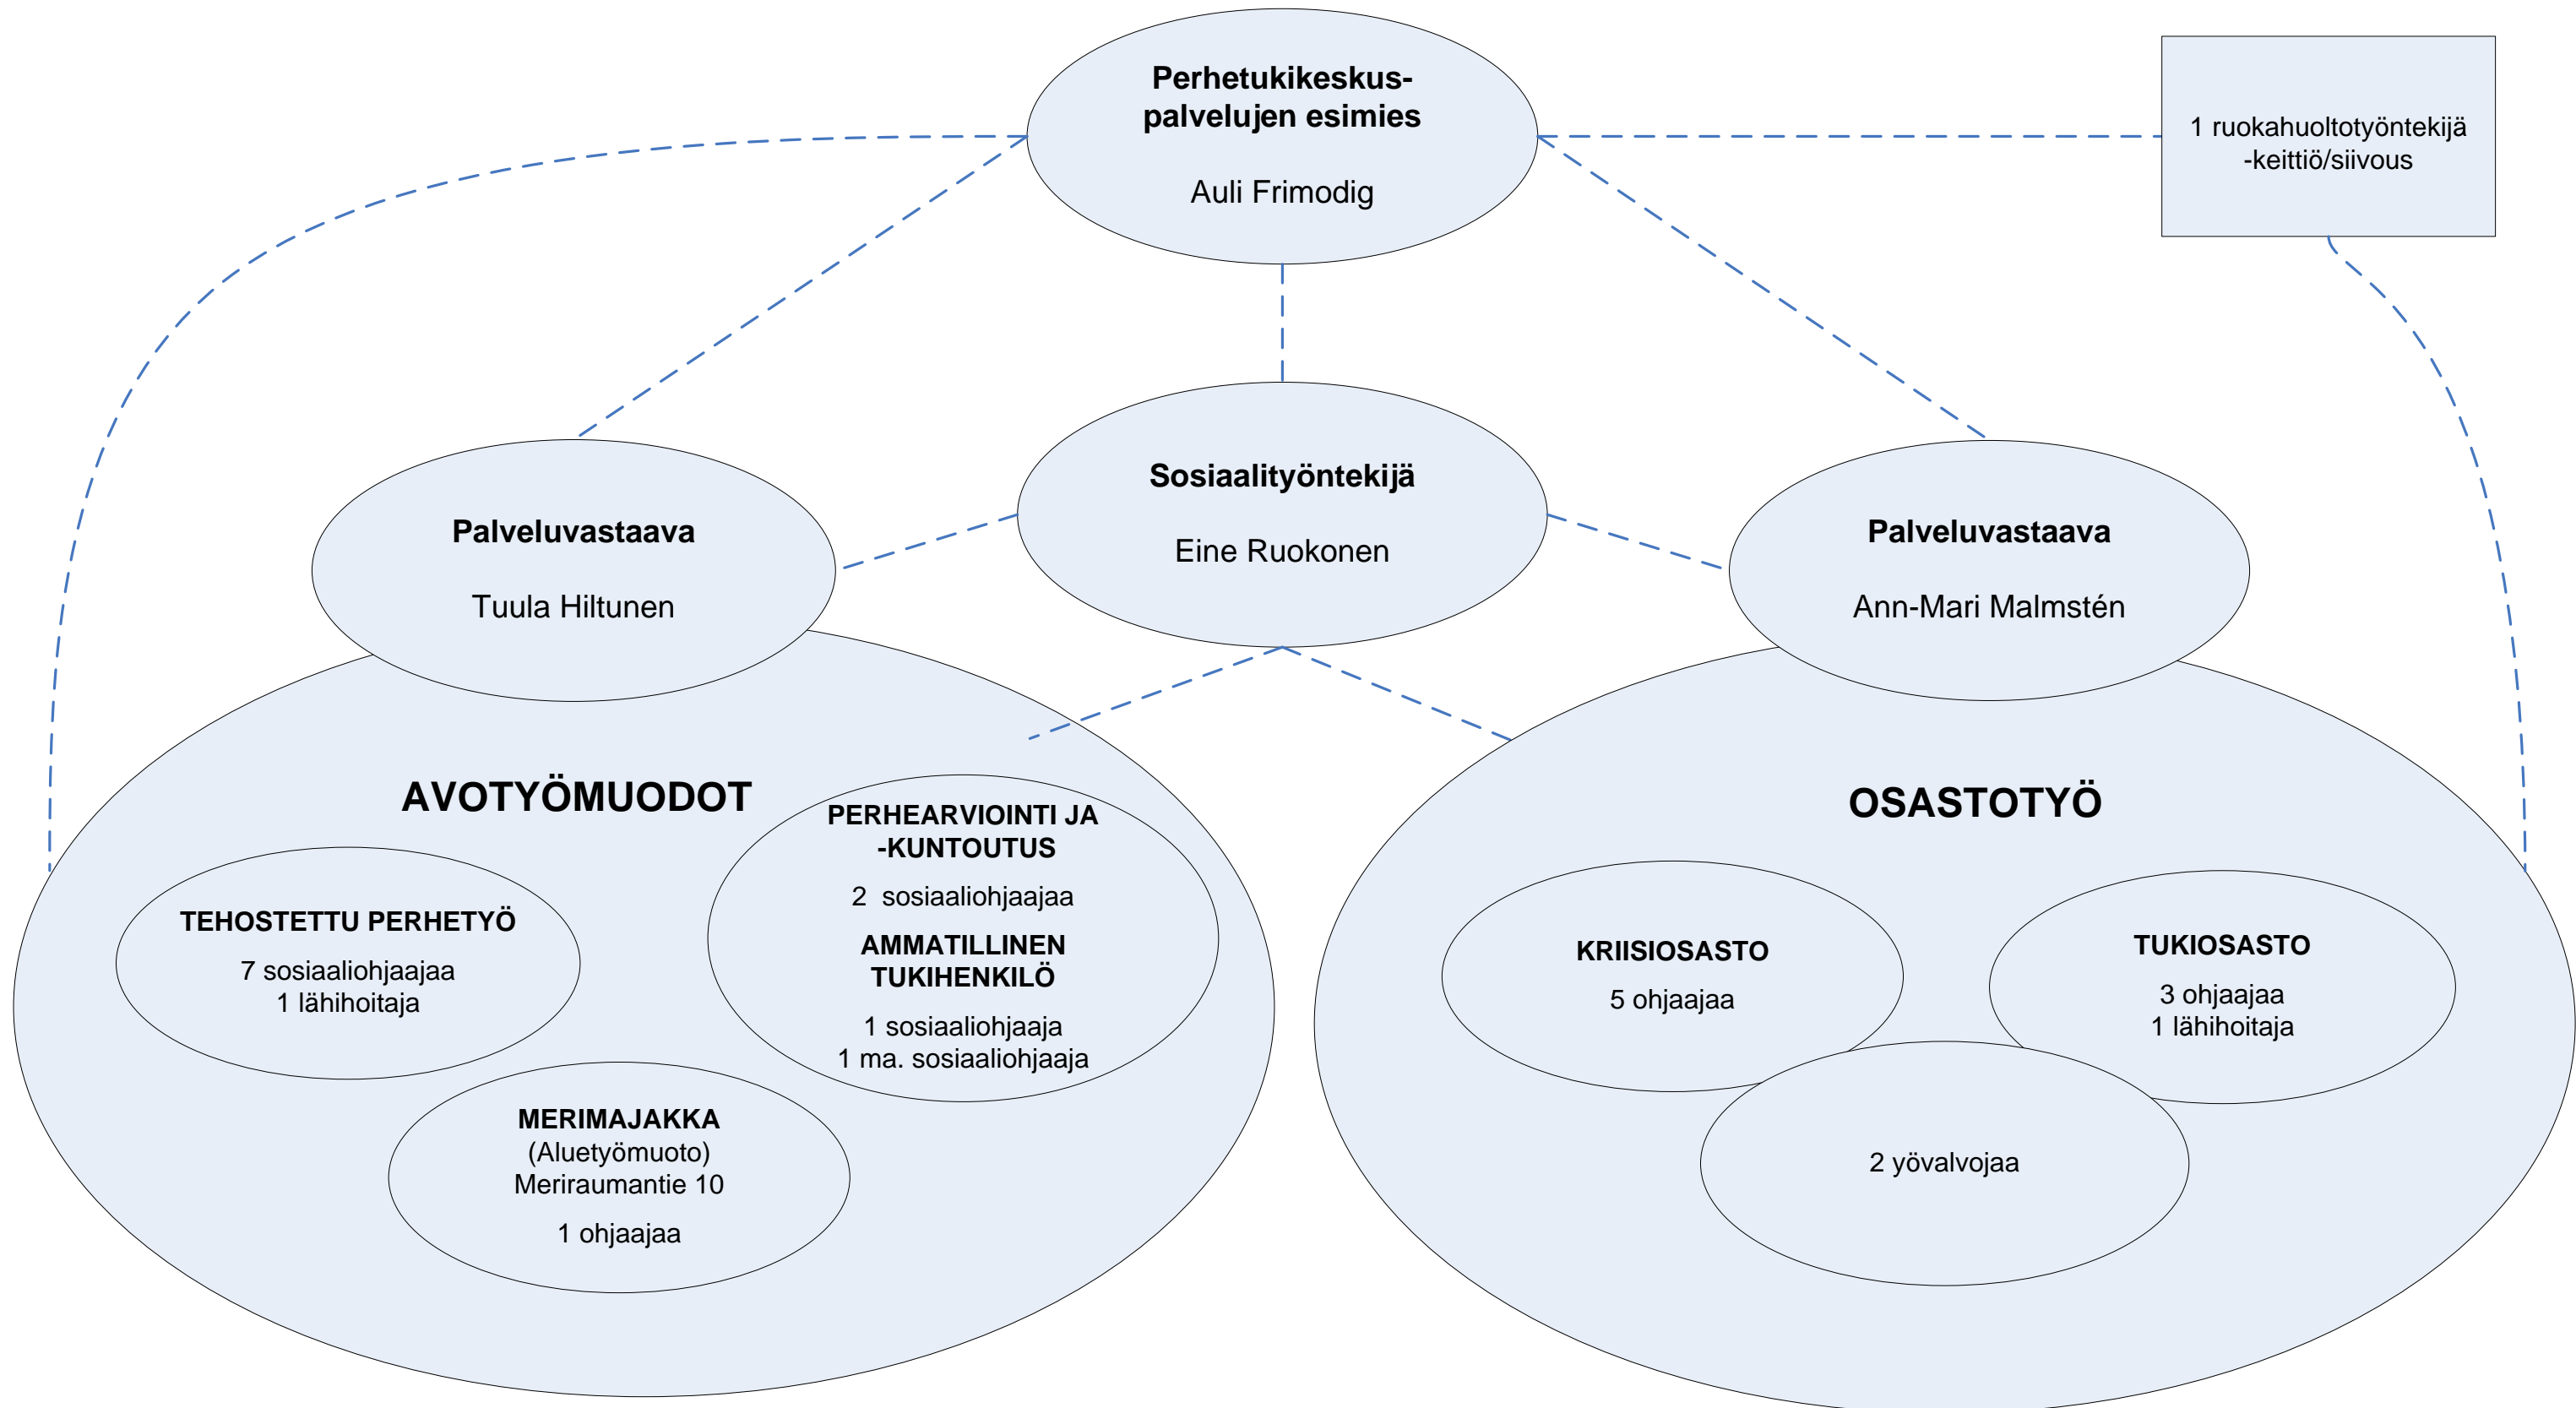 Perhetukikeskus-
palvelujen esimies
Auli Frimodig
1 ruokahuoltotyöntekijä
-keittiö/siivous
Sosiaalityöntekijä
Eine Ruokonen
Palveluvastaava
Tuula Hiltunen
Palveluvastaava
Ann-Mari Malmstén
AVOTYÖMUODOT
TEHOSTETTU PERHETYÖ
7 sosiaaliohjaajaa
1 lähihoitaja
PERHEARVIOINTI JA
-KUNTOUTUS
2 sosiaaliohjaajaa
AMMATILLINEN
TUKIHENKILÖ
1 sosiaaliohjaaja
1 ma. sosiaaliohjaaja
MERIMAJAKKA
(Aluetyömuoto)
Meriraumantie 10
1 ohjaajaa
OSASTOTYÖ
KRIISIOSASTO
5 ohjaajaa
TUKIOSASTO
3 ohjaajaa
1 lähihoitaja
2 yövalvojaa